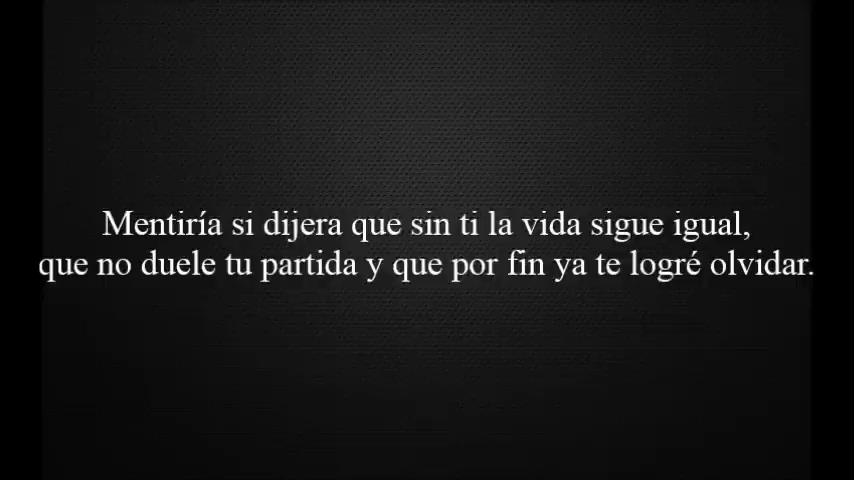 Mentiría si dijera que sin ti la vida sigue igual,
que no duele tu partida y que por fin ya te logré olvidar.